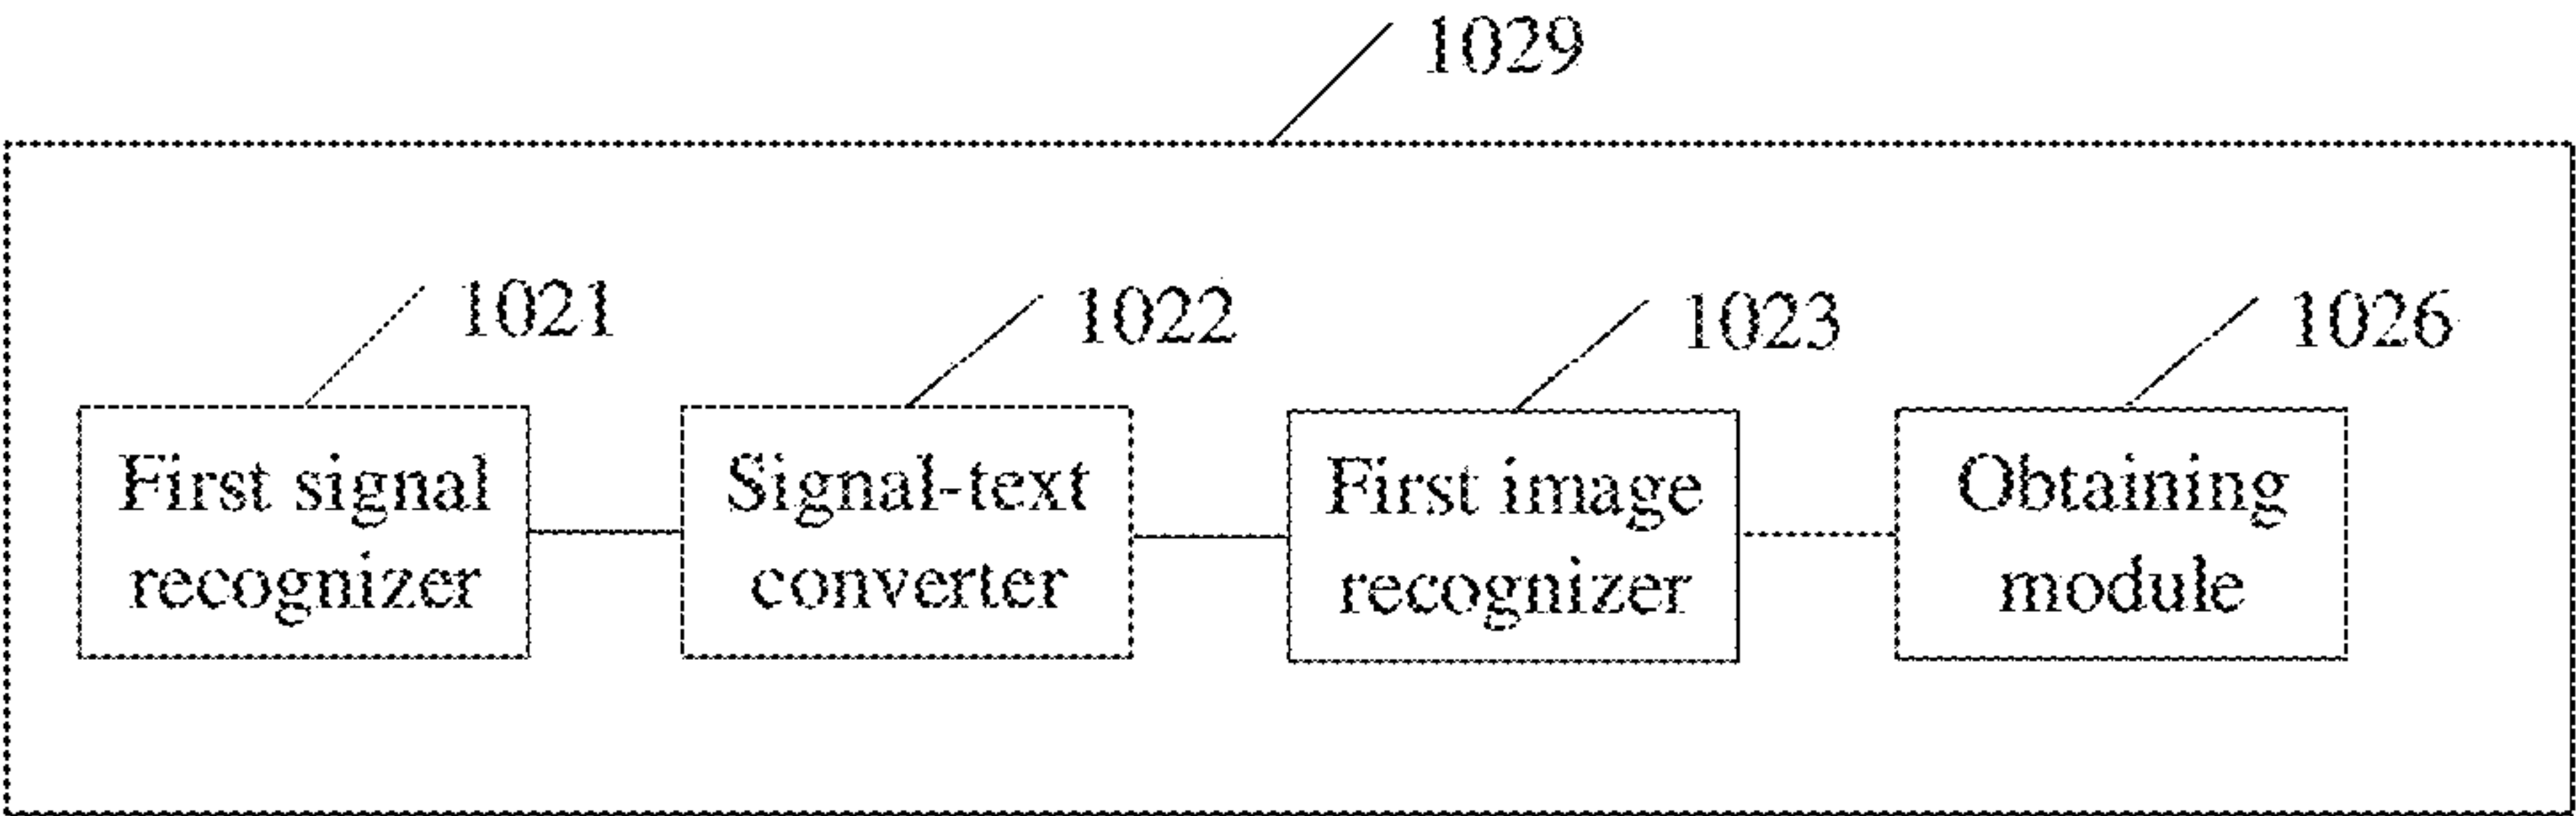 1029
1021
1022
1023
1026
First signal
recognizer
Signal-text
converter
First image
recognizer
Obtaining
module